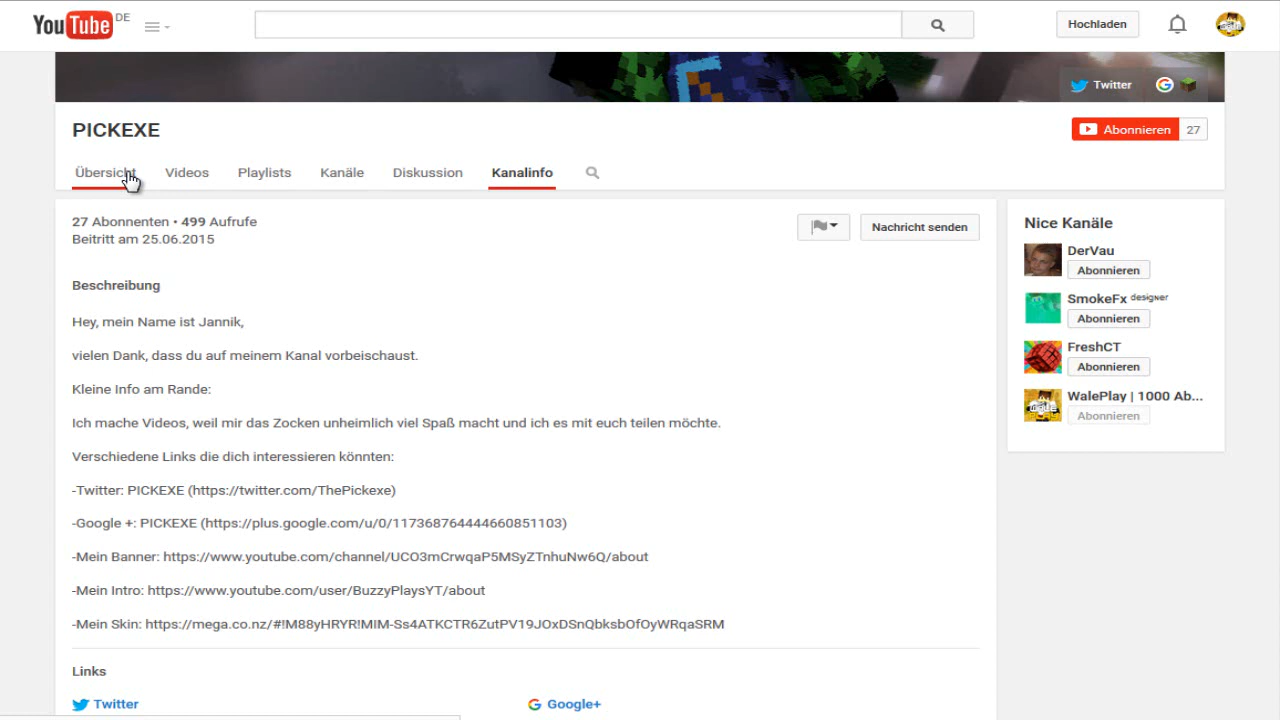 YouTube DE
Hochladen
Twitter
PICKEXE
Abonnieren 27
Übersicht Videos Playlists Kanäle Diskussion Kanalinfo
27 Abonnenten • 499 Aufrufe
Beitritt am 25.06.2015
Nachricht senden
Beschreibung
Hey, mein Name ist Jannik,
vielen Dank, dass du auf meinem Kanal vorbeischaust.
Kleine Info am Rande:
Ich mache Videos, weil mir das Zocken unheimlich viel Spaß macht und ich es mit euch teilen möchte.
Verschiedene Links die dich interessieren könnten:
-Twitter: PICKEXE (https://twitter.com/ThePickexe)
-Google +: PICKEXE (https://plus.google.com/u/0/117368764444660851103)
-Mein Banner: https://www.youtube.com/channel/UCO3mCrwqaP5MSyZTnhuNw6Q/about
-Mein Intro: https://www.youtube.com/user/BuzzyPlaysYT/about
-Mein Skin: https://mega.co.nz/#!M88yHRYR!MIM-Ss4ATKCTR6ZutPV19JOxDSnQbksbOfOyWRqaSRM
Links
Twitter
Google+
Nice Kanäle
DerVau
Abonnieren
SmokeFx ᵈᵉˢⁱᵍⁿᵉʳ
Abonnieren
FreshCT
Abonnieren
WalePlay | 1000 Ab...
Abonnieren